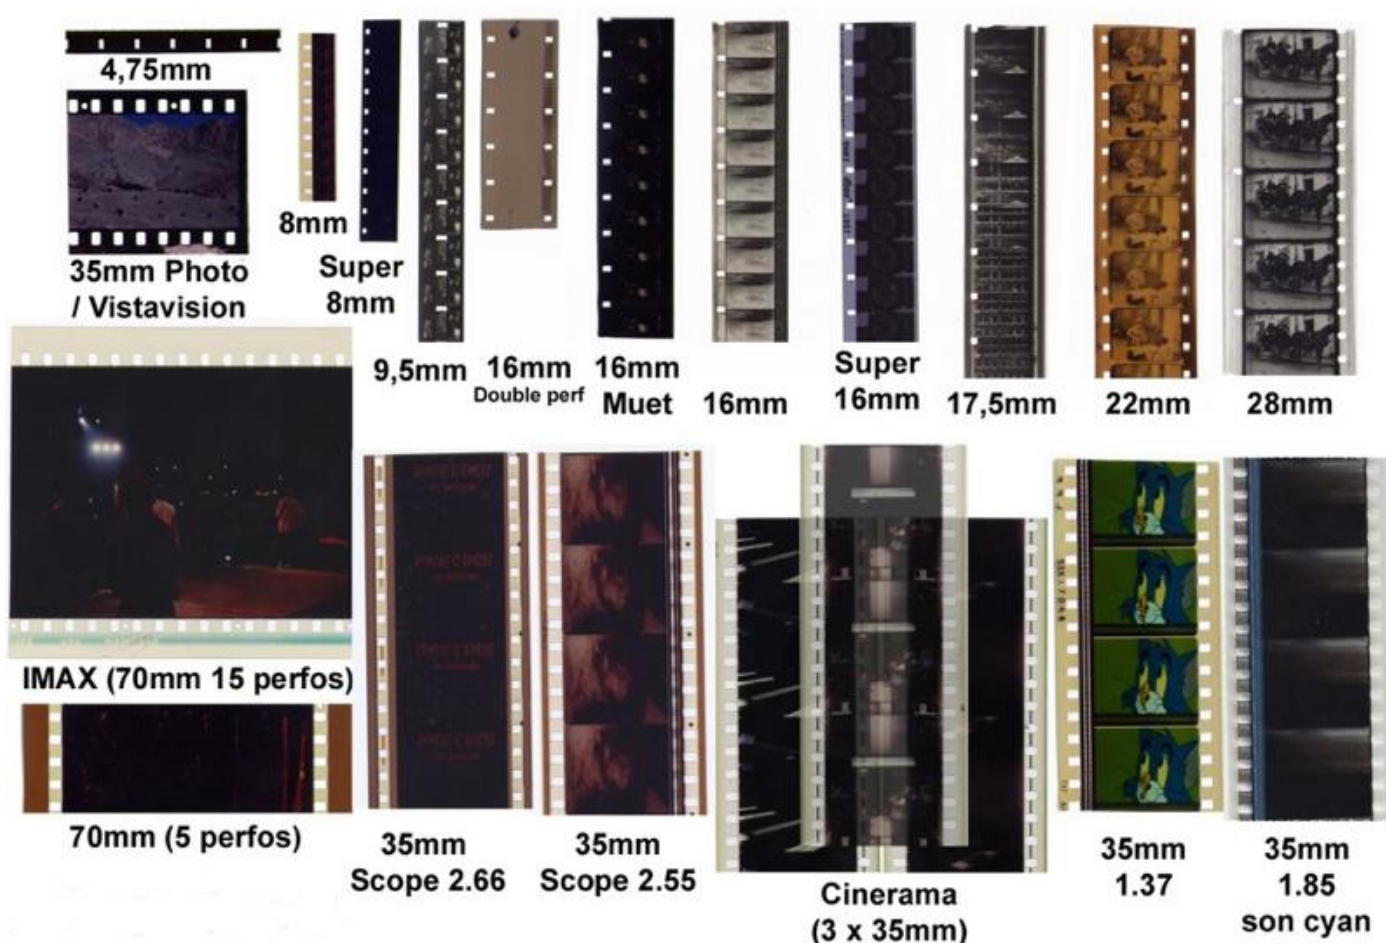 4,75mm
35mm Photo
/ Vistavision
8mm
Super
8mm
9,5mm
16mm
Double perf
16mm
Muet
16mm
Super
16mm
17,5mm
22mm
28mm
IMAX (70mm 15 perfos)
70mm (5 perfos)
35mm
Scope 2.66
35mm
Scope 2.55
Cinerama
(3 x 35mm)
35mm
1.37
35mm
1.85
son cyan